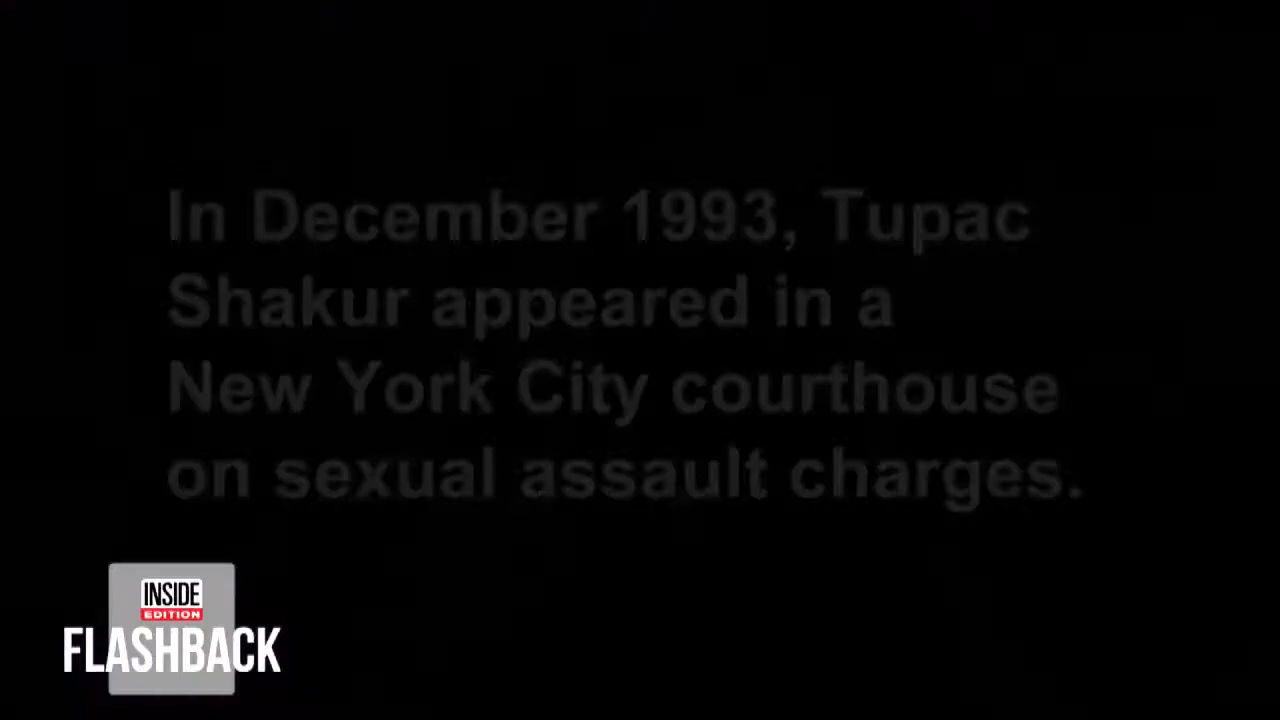 In December 1993, Tupac
Shakur appeared in a
New York City courthouse
on sexual assault charges.
INSIDE
EDITION
FLASHBACK